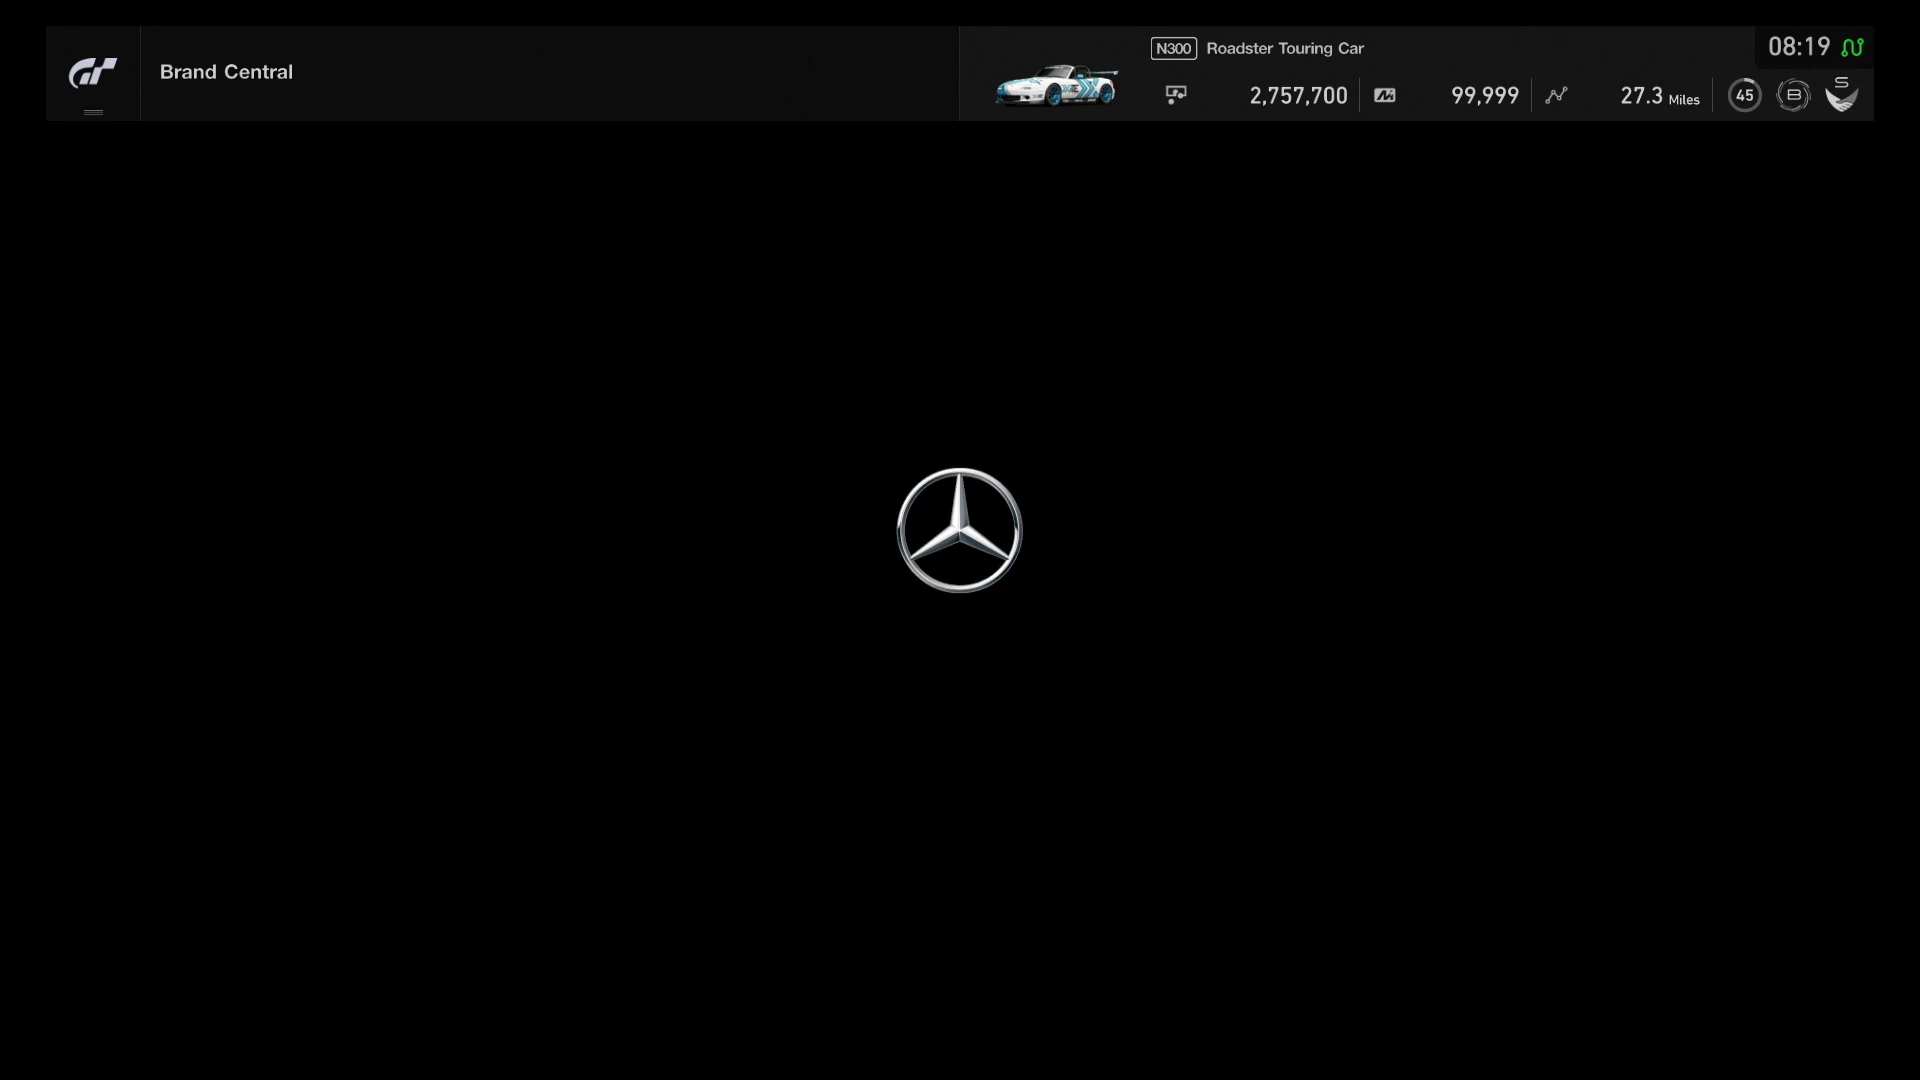 Brand Central
N300 Roadster Touring Car
08:19
2,757,700
99,999
27.3 Miles
45
B
S